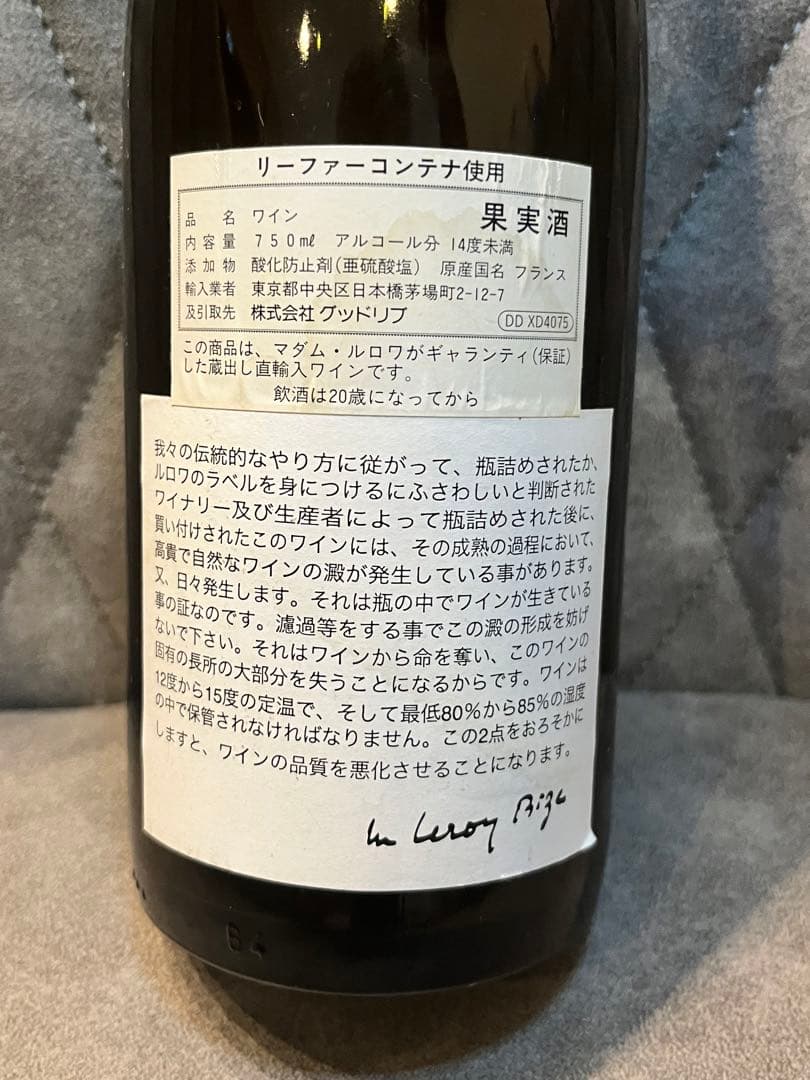 リーファーコンテナ使用
果実酒
品名 ワイン
内容量 750㎖ アルコール分 14度未満
添加物 酸化防止剤(亜硫酸塩) 原産国名 フランス
輸入業者 東京都中央区日本橋茅場町2-12-7
及引取先 株式会社 グッドリブ
DD XD4075
この商品は、マダム・ルロワがギャランティ(保証)
した蔵出し直輸入ワインです。
飲酒は20歳になってから
我々の伝統的なやり方に従がって、瓶詰めされたか、
ルロワのラベルを身につけるにふさわしいと判断された
ワイナリー及び生産者によって瓶詰めされた後に、
買い付けされたこのワインには、その成熟の過程において、
高貴で自然なワインの澱が発生している事があります。
又、日々発生します。それは瓶の中でワインが生きている
事の証なのです。濾過等をする事でこの澱の形成を妨げ
ないで下さい。それはワインから命を奪い、このワインの
固有の長所の大部分を失うことになるからです。ワインは
12度から15度の定温で、そして最低80%から85%の湿度
の中で保管されなければなりません。この2点をおろそかに
しますと、ワインの品質を悪化させることになります。
Leroy Bize
64